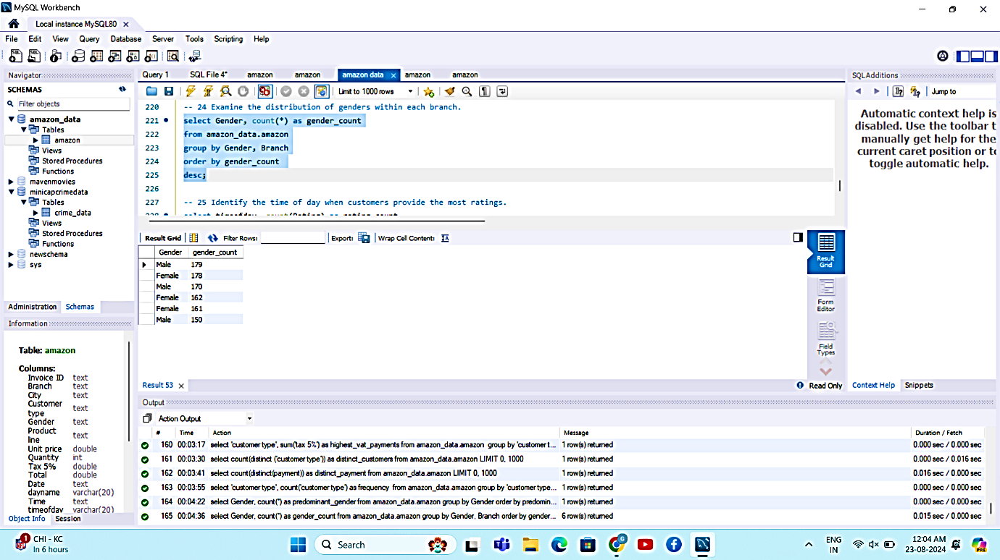 MySQL Workbench
Local instance MySQL80
File Edit View Query Database Server Tools Scripting Help
Navigator
SCHEMAS
Filter objects
amazon_data
Tables
amazon
Views
Stored Procedures
Functions
mavenmovies
minicapcrimedata
Tables
crime_data
Views
Stored Procedures
Functions
newschema
sys
Administration Schemas
Information
Table: amazon
Columns:
Invoice ID text
Branch text
City text
Customer type text
Gender text
Product line text
Unit price double
Quantity int
Tax 5% double
Total double
Date text
dayname varchar(20)
Time text
timeofday varchar(20)
Object Info Session
Query 1 SQL File 4* amazon amazon amazon data amazon amazon
Limit to 1000 rows
220 -- 24 Examine the distribution of genders within each branch.
221 select Gender, count(*) as gender_count
222 from amazon_data.amazon
223 group by Gender, Branch
224 order by gender_count
225 desc;
226
227 -- 25 Identify the time of day when customers provide the most ratings.
228 select timeofday, count(Rating) as rating_count
Result Grid Filter Rows: Export: Wrap Cell Content:
Gender gender_count
Male 179
Female 178
Male 170
Female 162
Female 161
Male 150
Result Grid
Form Editor
Field Types
Result 53
Read Only
SQLAdditions
Jump to
Automatic context help is
disabled. Use the toolbar t
manually get help for the
current caret position or to
toggle automatic help.
Context Help Snippets
Output
Action Output
# Time Action Message Duration / Fetch
160 00:03:17 select 'customer type', sum('tax 5%') as highest_vat_payments from amazon_data.amazon group by 'customer t... 1 row(s) returned 0.000 sec / 0.000 sec
161 00:03:30 select count(distinct ('customer type')) as distinct_customers from amazon_data.amazon LIMIT 0, 1000 1 row(s) returned 0.000 sec / 0.016 sec
162 00:03:41 select count(distinct(payment)) as distinct_payment from amazon_data.amazon LIMIT 0, 1000 1 row(s) returned 0.016 sec / 0.000 sec
163 00:03:55 select 'customer type', count('customer type') as frequency from amazon_data.amazon group by 'customer type... 1 row(s) returned 0.000 sec / 0.000 sec
164 00:04:22 select Gender, count(*) as predominant_gender from amazon_data.amazon group by Gender order by predomin... 1 row(s) returned 0.000 sec / 0.000 sec
165 00:04:36 select Gender, count(*) as gender_count from amazon_data.amazon group by Gender, Branch order by gender... 6 row(s) returned 0.015 sec / 0.000 sec
1
CHI - KC
In 6 hours
Search
G
ENG
IN
12:04 AM
23-08-2024
PRE